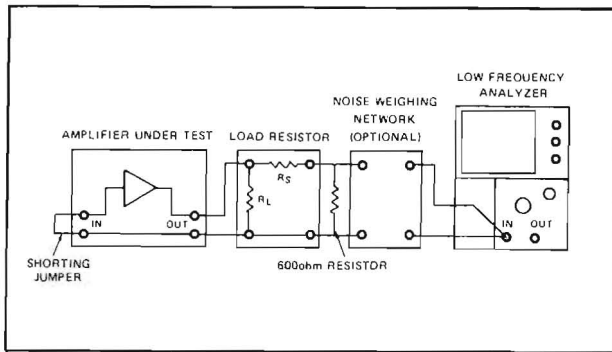 LOW FREQUENCY
ANALYZER
NOISE WEIGHING
NETWORK
(OPTIONAL)
AMPLIFIER UNDER TEST
LOAD RESISTOR
RS
RL
IN
OUT
IN
OUT
SHORTING
JUMPER
600ohm RESISTOR